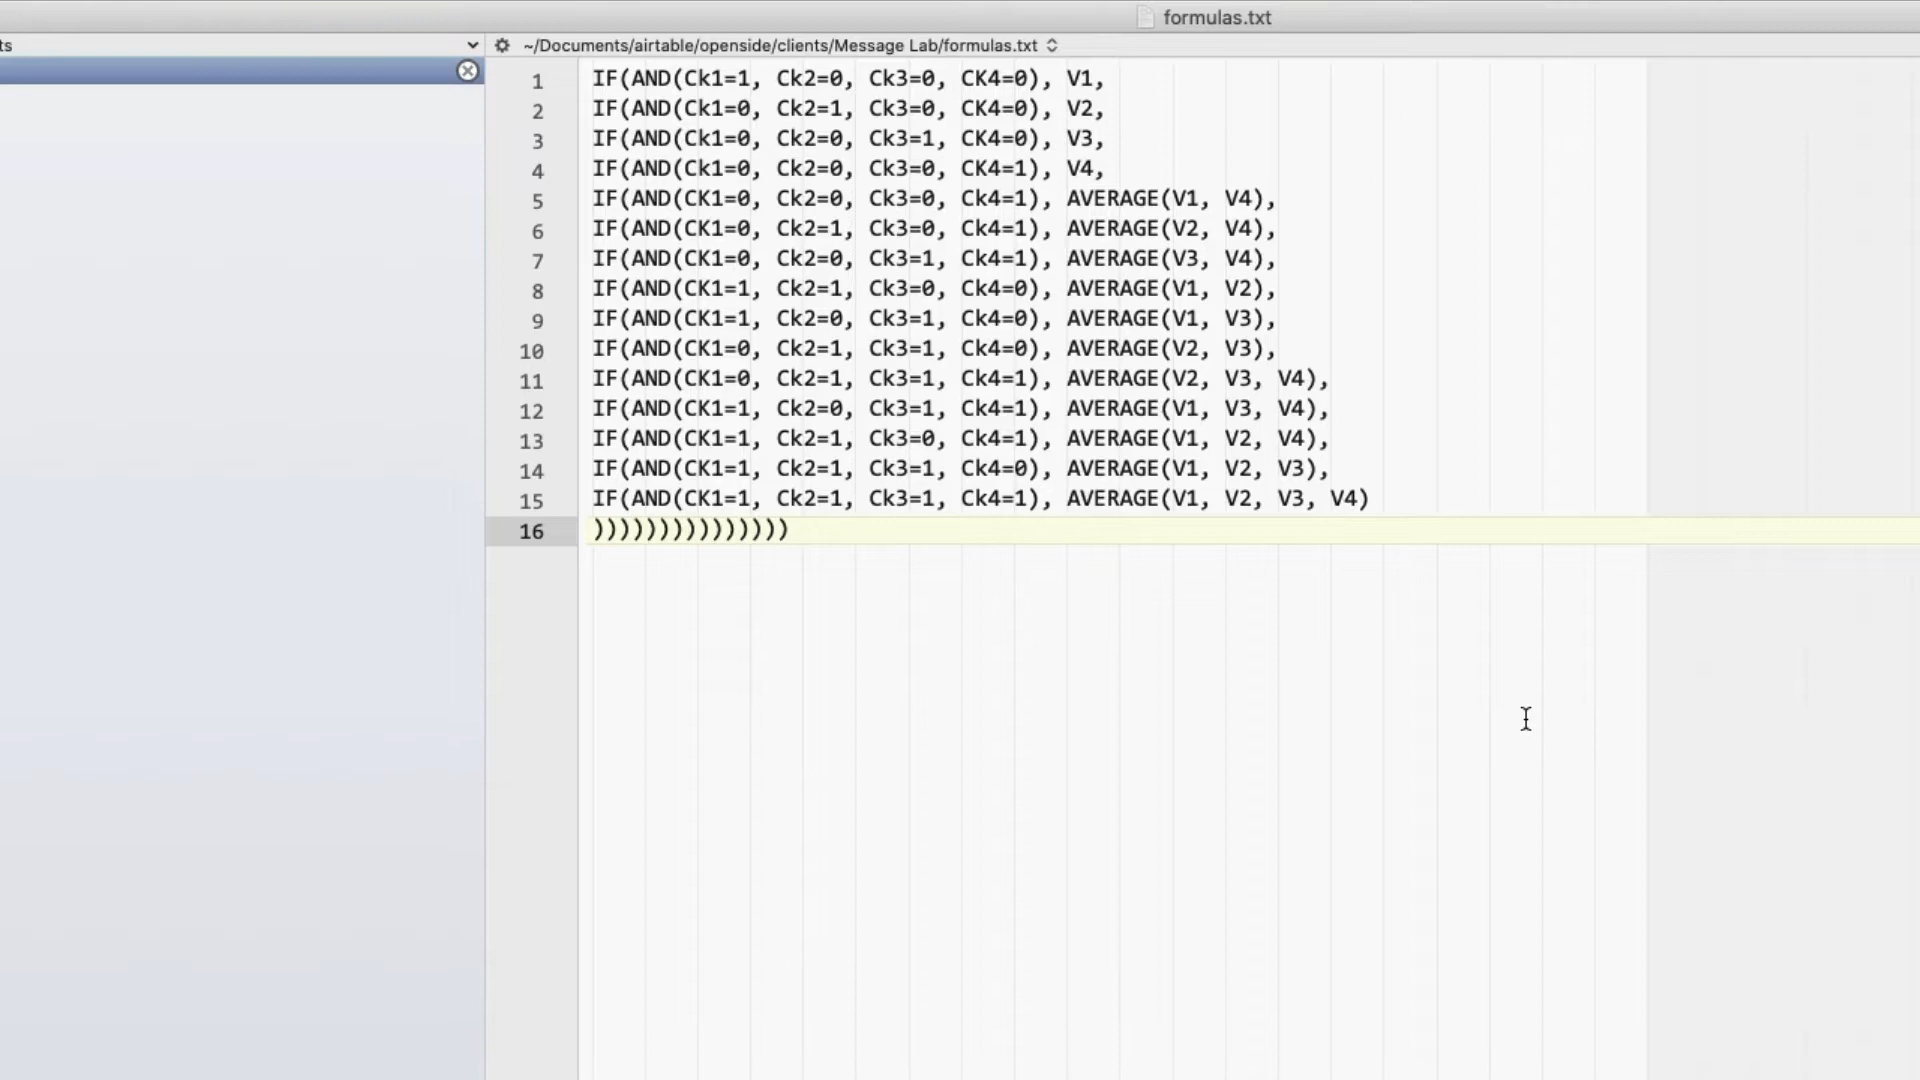 formulas.txt
ts
~/Documents/airtable/openside/clients/Message Lab/formulas.txt
1 IF(AND(Ck1=1, Ck2=0, Ck3=0, CK4=0), V1,
2 IF(AND(Ck1=0, Ck2=1, Ck3=0, CK4=0), V2,
3 IF(AND(Ck1=0, Ck2=0, Ck3=1, CK4=0), V3,
4 IF(AND(Ck1=0, Ck2=0, Ck3=0, CK4=1), V4,
5 IF(AND(CK1=0, Ck2=0, Ck3=0, Ck4=1), AVERAGE(V1, V4),
6 IF(AND(CK1=0, Ck2=1, Ck3=0, Ck4=1), AVERAGE(V2, V4),
7 IF(AND(CK1=0, Ck2=0, Ck3=1, Ck4=1), AVERAGE(V3, V4),
8 IF(AND(CK1=1, Ck2=1, Ck3=0, Ck4=0), AVERAGE(V1, V2),
9 IF(AND(CK1=1, Ck2=0, Ck3=1, Ck4=0), AVERAGE(V1, V3),
10 IF(AND(CK1=0, Ck2=1, Ck3=1, Ck4=0), AVERAGE(V2, V3),
11 IF(AND(CK1=0, Ck2=1, Ck3=1, Ck4=1), AVERAGE(V2, V3, V4),
12 IF(AND(CK1=1, Ck2=0, Ck3=1, Ck4=1), AVERAGE(V1, V3, V4),
13 IF(AND(CK1=1, Ck2=1, Ck3=0, Ck4=1), AVERAGE(V1, V2, V4),
14 IF(AND(CK1=1, Ck2=1, Ck3=1, Ck4=0), AVERAGE(V1, V2, V3),
15 IF(AND(CK1=1, Ck2=1, Ck3=1, Ck4=1), AVERAGE(V1, V2, V3, V4)
16 )))))))))))))))